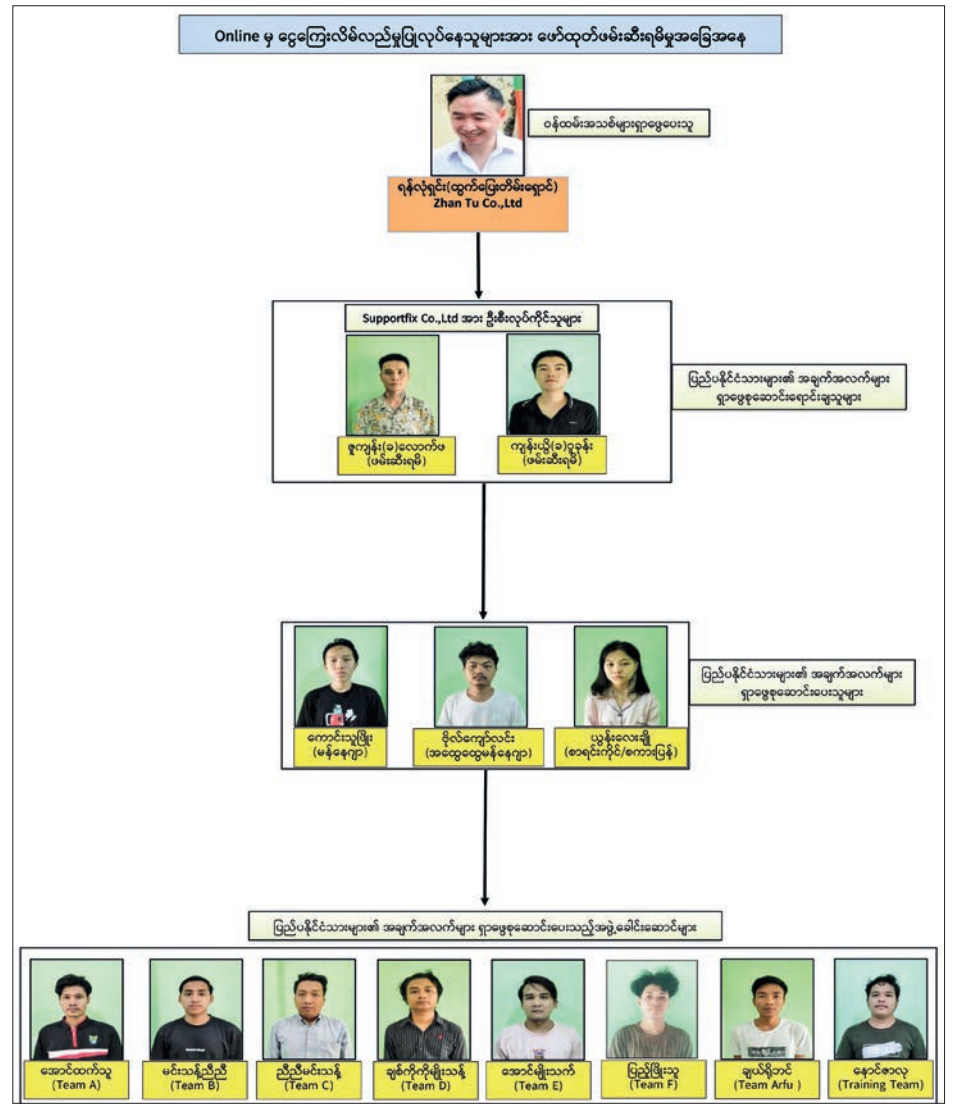 Online မှ ငွေကြေးလိမ်လည်မှုပြုလုပ်နေသူများအား ဖော်ထုတ်ဖမ်းဆီးရမိမှုအခြေအနေ
ဝန်ထမ်းအသစ်များရှာဖွေပေးသူ
ရန်လုံရှင်း(ထွက်ပြေးတိမ်းရှောင်)
Zhan Tu Co.,Ltd
Supportfix Co.,Ltd အား ဦးစီးလုပ်ကိုင်သူများ
ပြည်ပနိုင်ငံသားများ၏ အချက်အလက်များ
ရှာဖွေစုဆောင်းရောင်းချသူများ
ဇူကျန်း(ခ)လောက်ဖ
(ဖမ်းဆီးရမိ)
ကျန်းယွိ(ခ)ဝူခုန်း
(ဖမ်းဆီးရမိ)
ပြည်ပနိုင်ငံသားများ၏ အချက်အလက်များ
ရှာဖွေစုဆောင်းပေးသူများ
ကောင်းသူဖြိုး
(မန်နေဂျာ)
ဗိုလ်ကျော်လင်း
(အထွေထွေမန်နေဂျာ)
ယွန်းလေးချို
(စာရင်းကိုင်/စကားပြန်)
ပြည်ပနိုင်ငံသားများ၏ အချက်အလက်များ ရှာဖွေစုဆောင်းပေးသည့်အဖွဲ့ခေါင်းဆောင်များ
အောင်ထက်သူ
(Team A)
မင်းသန့်ညီညီ
(Team B)
ညီညီမင်းသန့်
(Team C)
ချစ်ကိုကိုမျိုးသန့်
(Team D)
အောင်မျိုးသက်
(Team E)
ပြည့်ဖြိုးသူ
(Team F)
ချယ်ရိုဘင်
(Team Arfu )
နောင်ဇာလု
(Training Team)